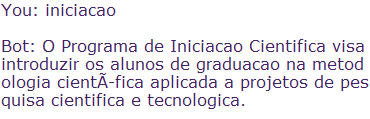 You: iniciacao
Bot: O Programa de Iniciacao Cientifica visa
introduzir os alunos de graduacao na metod
ologia cientÃ-fica aplicada a projetos de pes
quisa cientifica e tecnologica.